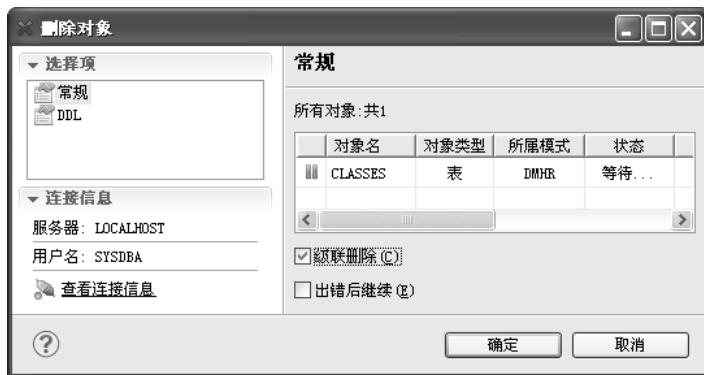 删除对象
选择项
常规
DDL
连接信息
服务器: LOCALHOST
用户名: SYSDBA
查看连接信息
常规
所有对象:共1
对象名 对象类型 所属模式 状态
CLASSES 表 DMHR 等待...
级联删除(C)
出错后继续(E)
确定 取消